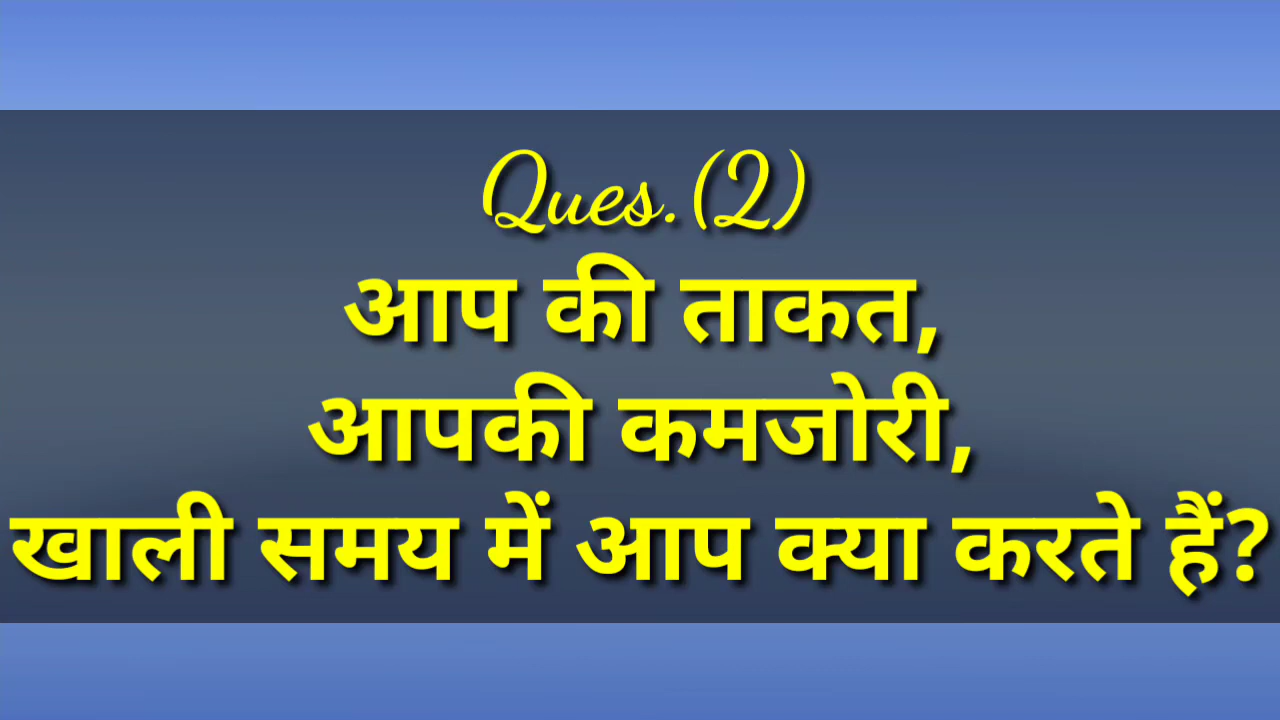 Ques.(2)
आप की ताकत,
आपकी कमजोरी,
खाली समय में आप क्या करते हैं?